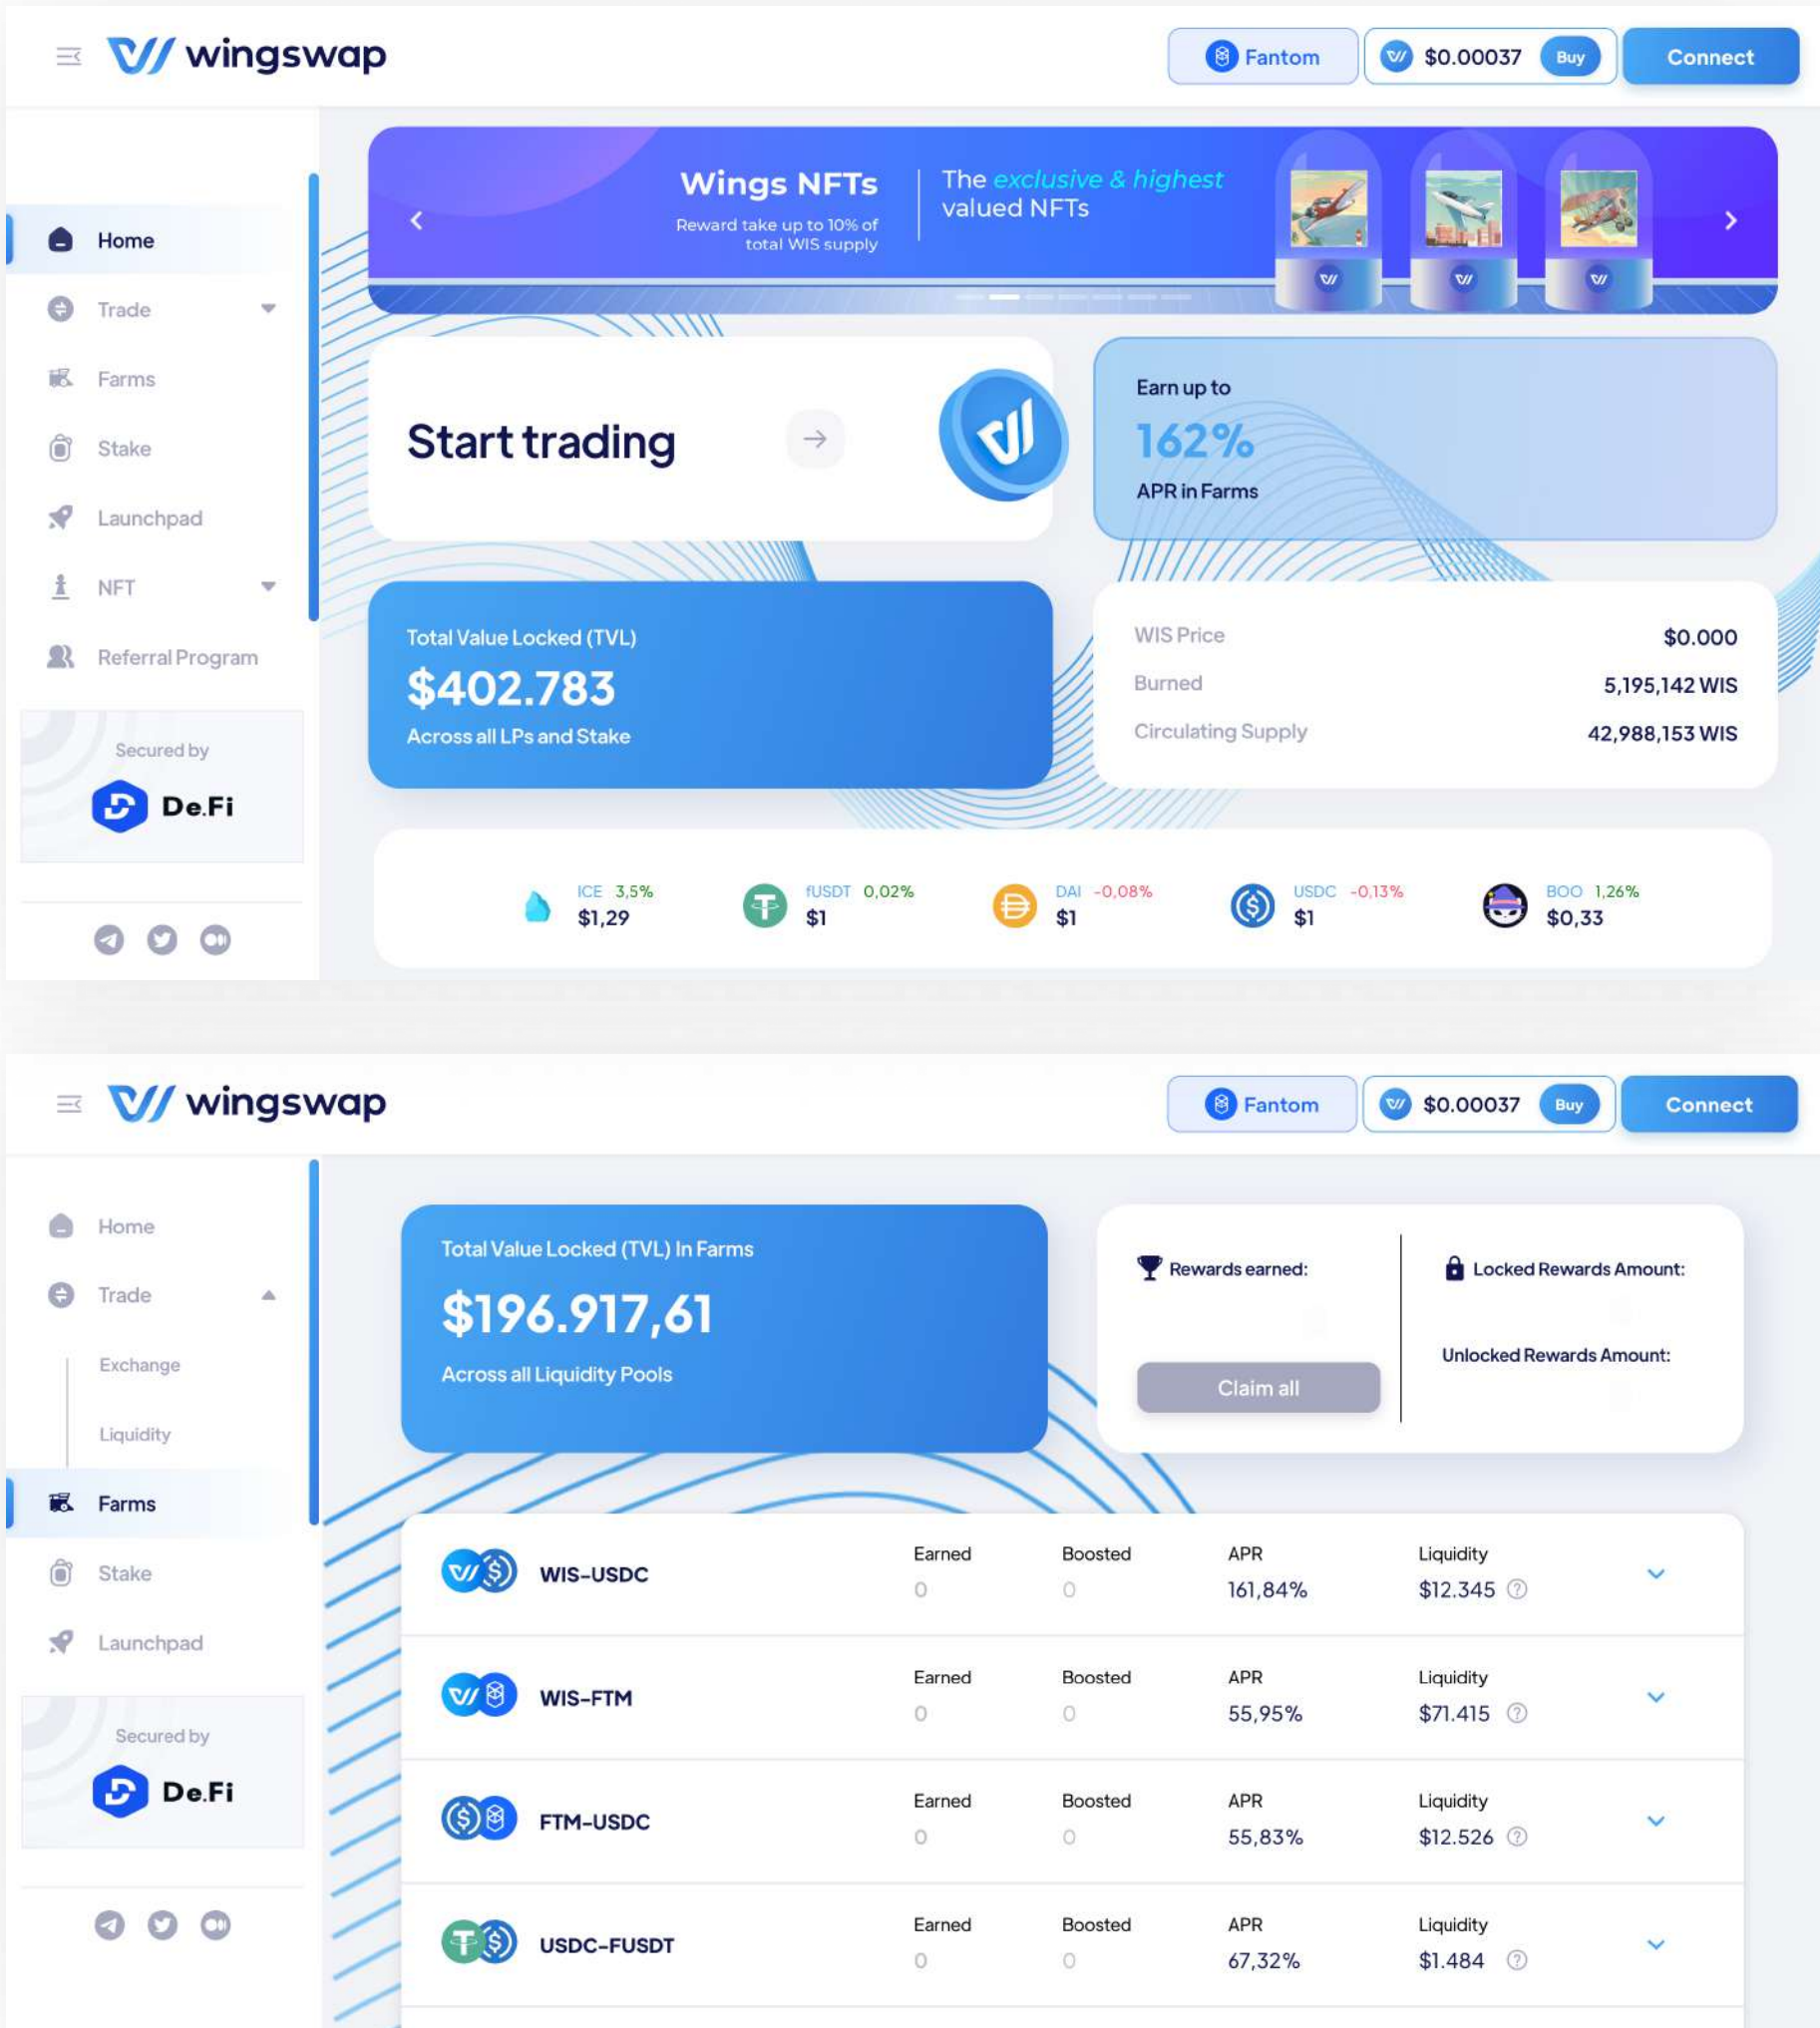 wingswap
Fantom
$0.00037
Buy
Connect
Home
Trade
Farms
Stake
Launchpad
NFT
Referral Program
Secured by
De.Fi
Wings NFTs
Reward take up to 10% of
total WIS supply
The exclusive & highest
valued NFTs
Start trading
Earn up to
162%
APR in Farms
Total Value Locked (TVL)
$402.783
Across all LPs and Stake
WIS Price $0.000
Burned 5,195,142 WIS
Circulating Supply 42,988,153 WIS
ICE 3,5%
$1,29
fUSDT 0,02%
$1
DAI -0,08%
$1
USDC -0,13%
$1
BOO 1,26%
$0,33
wingswap
Fantom
$0.00037
Buy
Connect
Home
Trade
Exchange
Liquidity
Farms
Stake
Launchpad
Secured by
De.Fi
Total Value Locked (TVL) In Farms
$196.917,61
Across all Liquidity Pools
Rewards earned:
Claim all
Locked Rewards Amount:
Unlocked Rewards Amount:
WIS-USDC
Earned Boosted APR Liquidity
0 0 161,84% $12.345
WIS-FTM
Earned Boosted APR Liquidity
0 0 55,95% $71.415
FTM-USDC
Earned Boosted APR Liquidity
0 0 55,83% $12.526
USDC-FUSDT
Earned Boosted APR Liquidity
0 0 67,32% $1.484